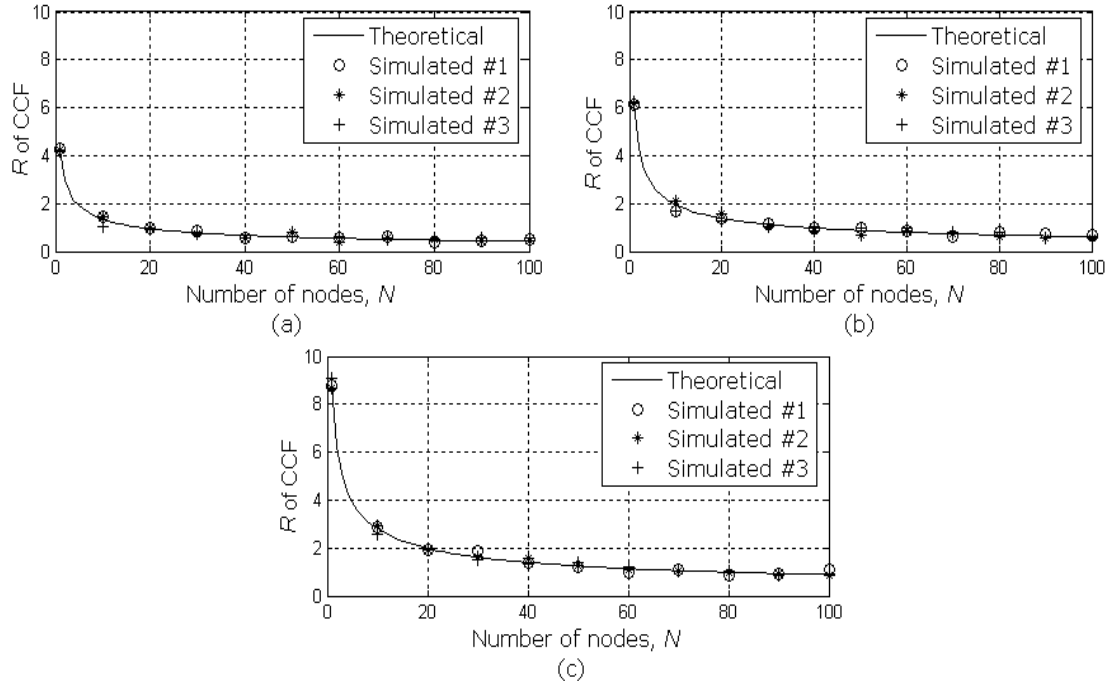 10
8
6
4
2
0
R of CCF
Theoretical
Simulated #1
Simulated #2
Simulated #3
0 20 40 60 80 100
Number of nodes, N
(a)
10
8
6
4
2
0
R of CCF
Theoretical
Simulated #1
Simulated #2
Simulated #3
0 20 40 60 80 100
Number of nodes, N
(b)
10
8
6
4
2
0
R of CCF
Theoretical
Simulated #1
Simulated #2
Simulated #3
0 20 40 60 80 100
Number of nodes, N
(c)